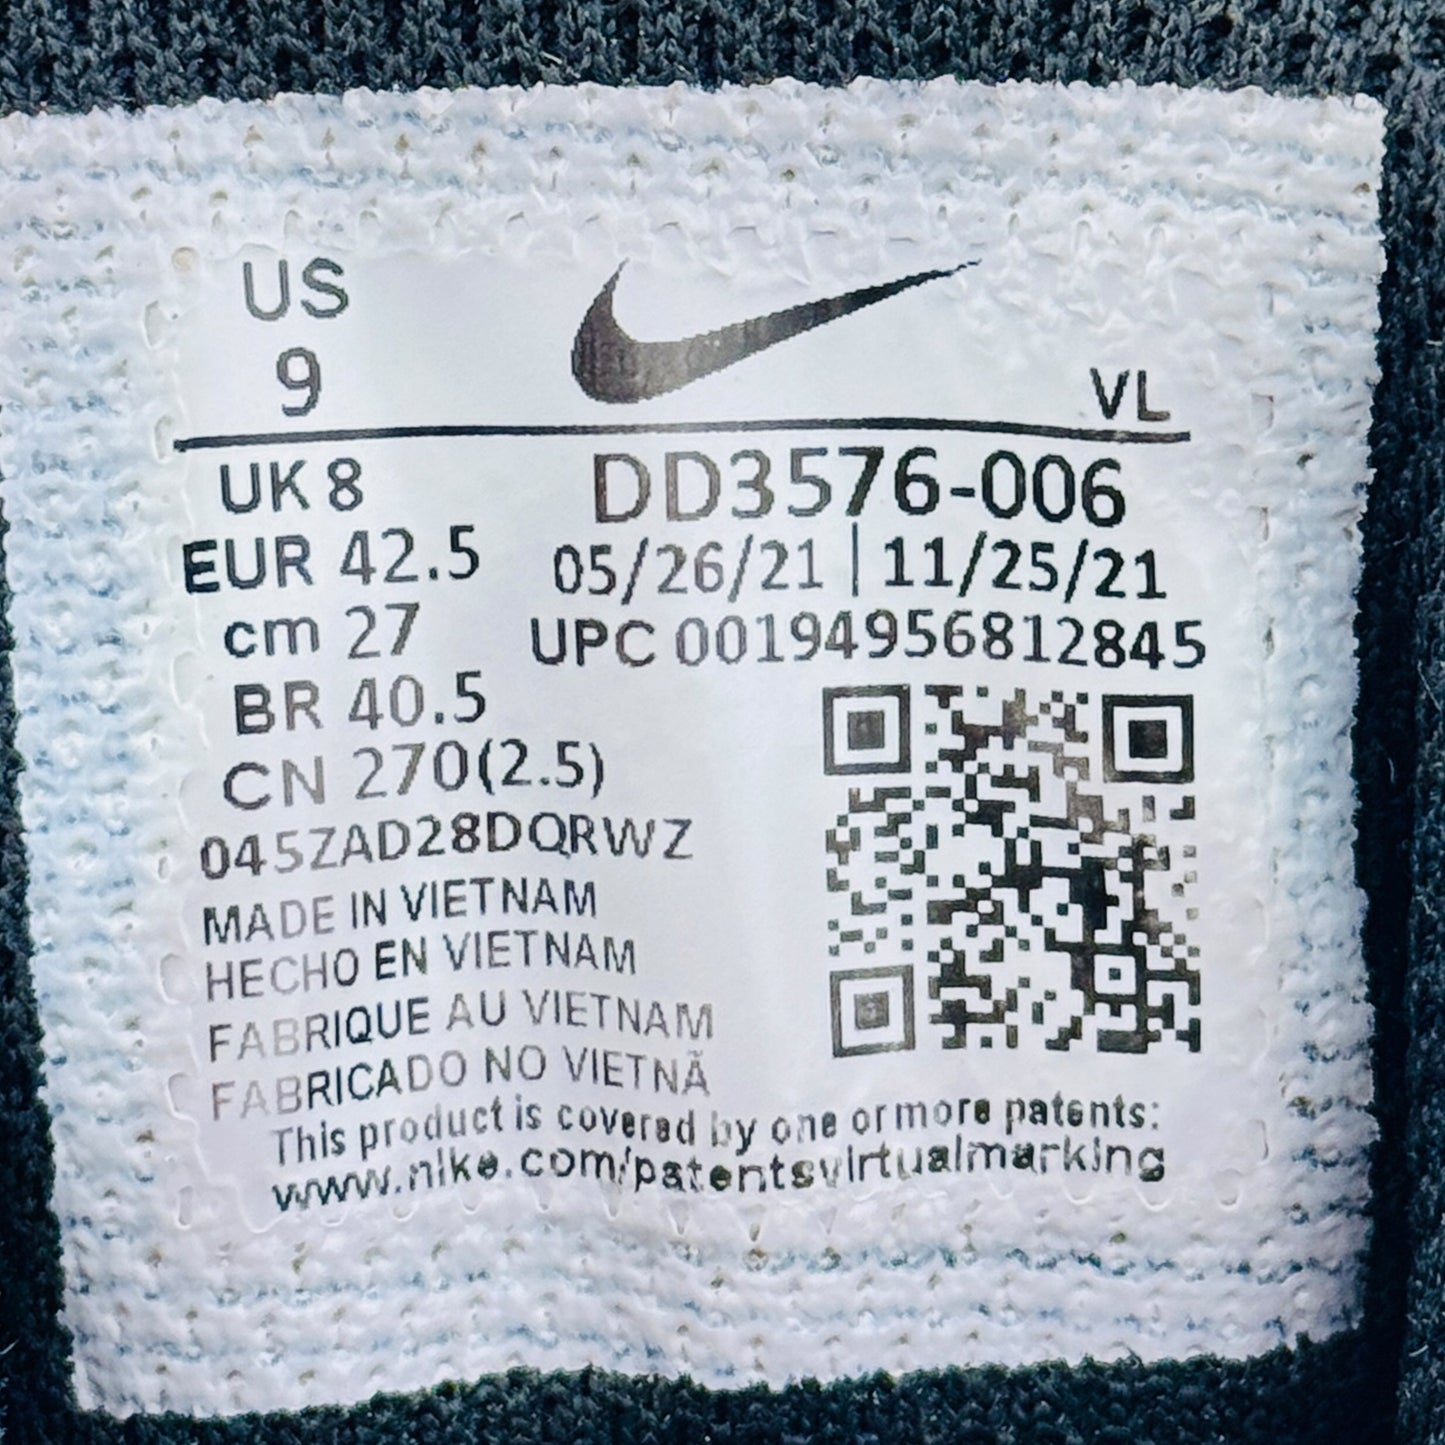 US
9
VL
UK 8
DD3576-006
EUR 42.5
05/26/21 | 11/25/21
cm 27
UPC 00194956812845
BR 40.5
CN 270(2.5)
045ZAD28DQRWZ
MADE IN VIETNAM
HECHO EN VIETNAM
FABRIQUE AU VIETNAM
FABRICADO NO VIETNÃ
This product is covered by one or more patents:
www.nike.com/patentsvirtualmarking